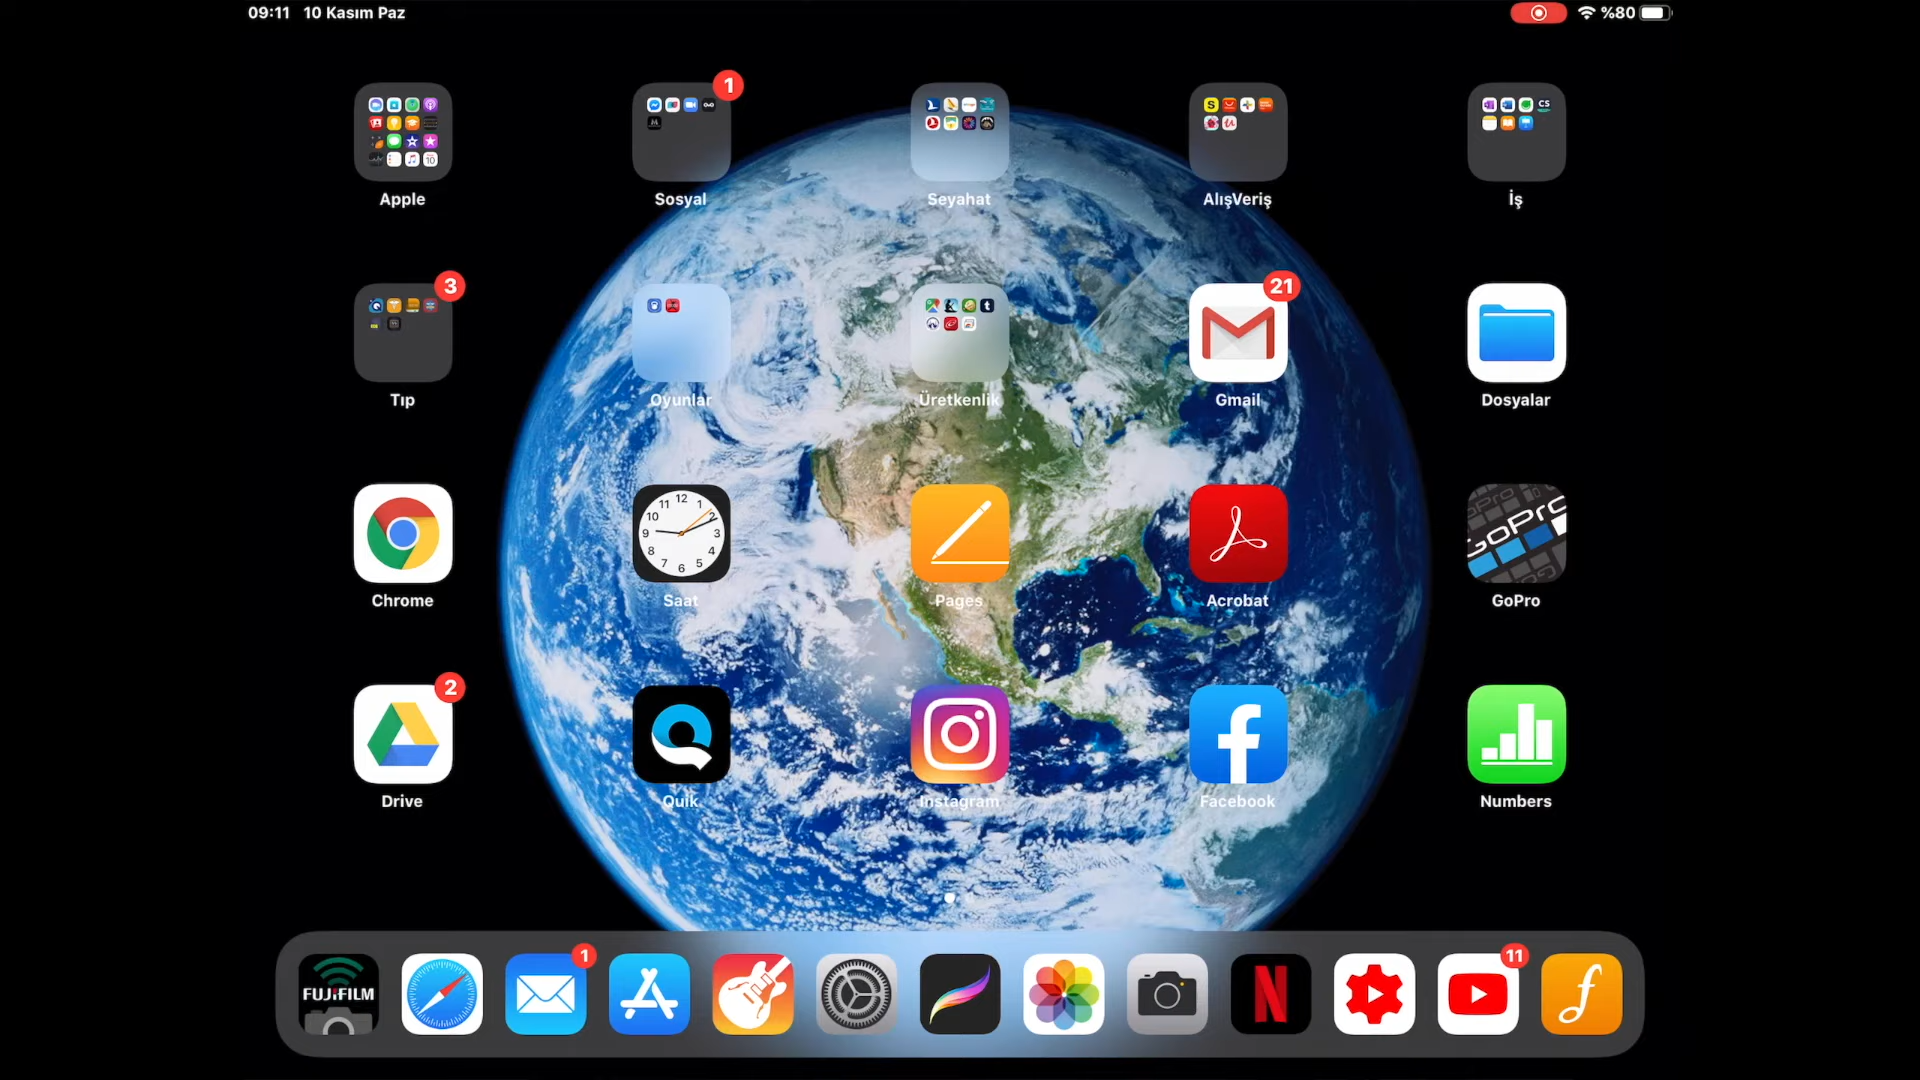 09:11 10 Kasım Paz %80
1
Apple Sosyal Seyahat AlışVeriş İş
3 21
Tıp Oyunlar Üretkenlik Gmail Dosyalar
GoPro
Chrome Saat Pages Acrobat GoPro
2
Drive Quik Instagram Facebook Numbers
1 11
FUJIFILM